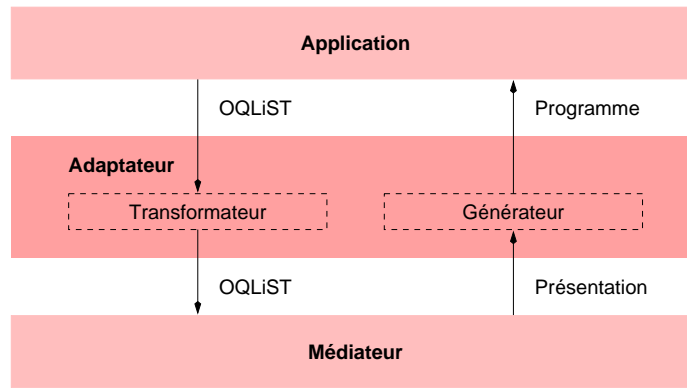 Application
OQLiST
Programme
Adaptateur
Transformateur
Générateur
OQLiST
Présentation
Médiateur